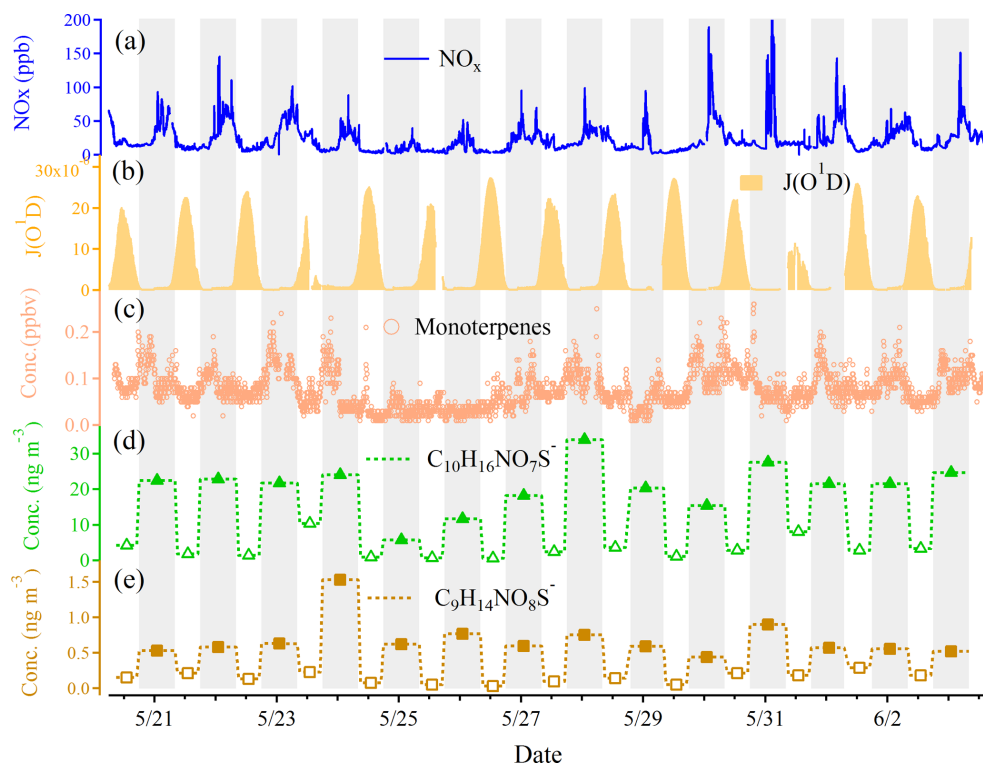 (a)
NOx
NOx (ppb)
200
150
100
50
0
(b)
J(O¹D)
J(O¹D)
20
10
0
(c)
Monoterpenes
Conc.(ppbv)
0.2
0.1
0.0
(d)
C₁₀H₁₆NO₇S⁻
Conc. (ng m⁻³)
30
20
10
0
(e)
C₉H₁₄NO₈S⁻
Conc. (ng m⁻³)
1.5
1.0
0.5
0.0
5/21 5/23 5/25 5/27 5/29 5/31 6/2
Date